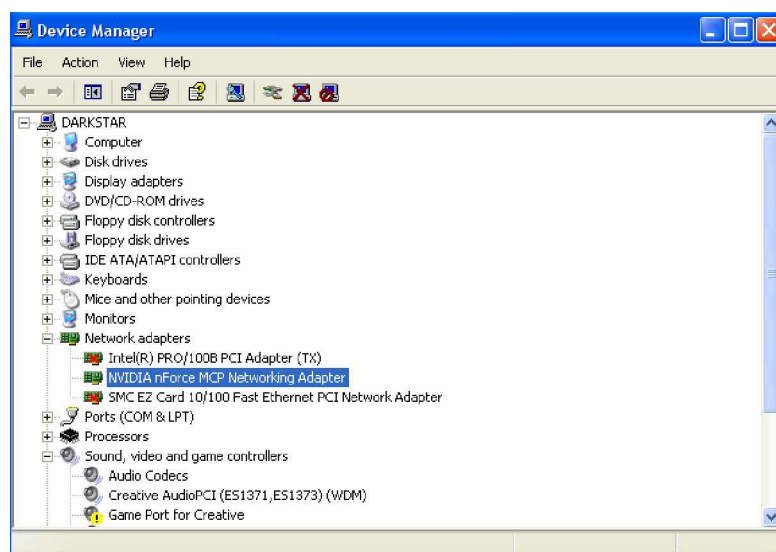 Device Manager
File Action View Help
DARKSTAR
Computer
Disk drives
Display adapters
DVD/CD-ROM drives
Floppy disk controllers
Floppy disk drives
IDE ATA/ATAPI controllers
Keyboards
Mice and other pointing devices
Monitors
Network adapters
Intel(R) PRO/100B PCI Adapter (TX)
NVIDIA nForce MCP Networking Adapter
SMC EZ Card 10/100 Fast Ethernet PCI Network Adapter
Ports (COM & LPT)
Processors
Sound, video and game controllers
Audio Codecs
Creative AudioPCI (ES1371,ES1373) (WDM)
Game Port for Creative